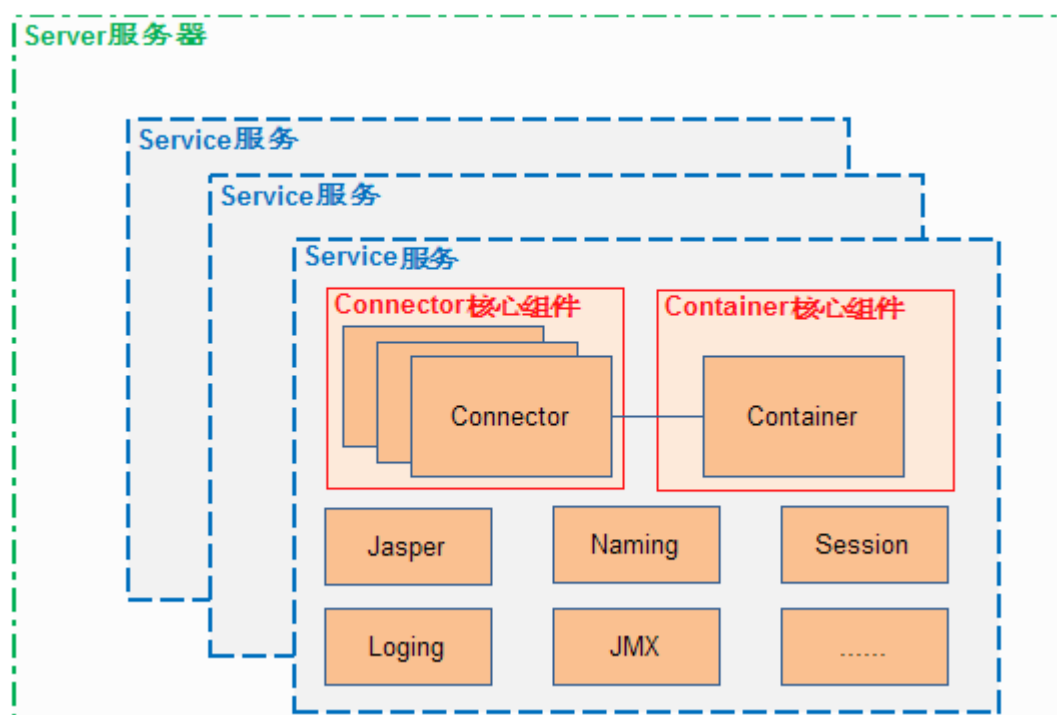 Server服务器
Service服务
Service服务
Service服务
Connector核心组件
Container核心组件
Connector
Container
Jasper
Naming
Session
Loging
JMX
......